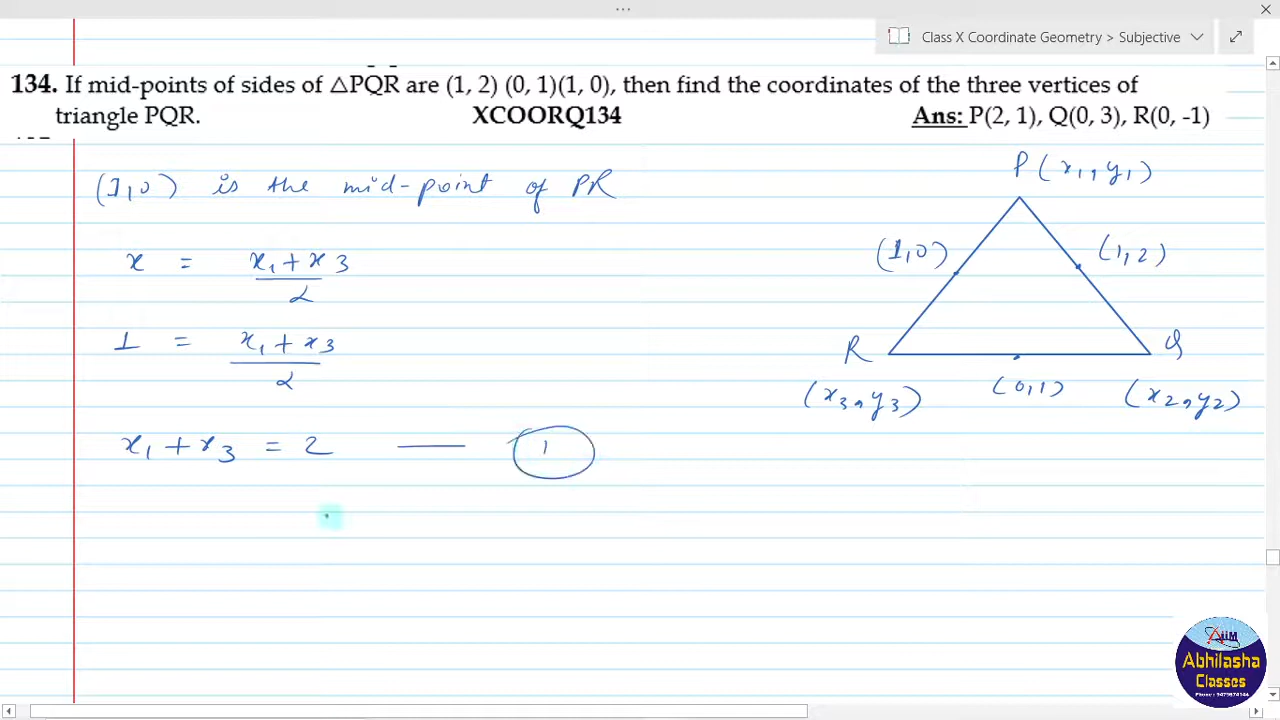 Class X Coordinate Geometry > Subjective
134. If mid-points of sides of △PQR are (1, 2) (0, 1)(1, 0), then find the coordinates of the three vertices of
triangle PQR. XCOORQ134 Ans: P(2, 1), Q(0, 3), R(0, -1)
(1,0) is the mid-point of PR
P(x₁, y₁)
x = x₁ + x₃ / 2
(1,0) (1,2)
1 = x₁ + x₃ / 2
R Q
(x₃, y₃) (0,1) (x₂, y₂)
x₁ + x₃ = 2 — 1
AIIM
Abhilasha
Classes